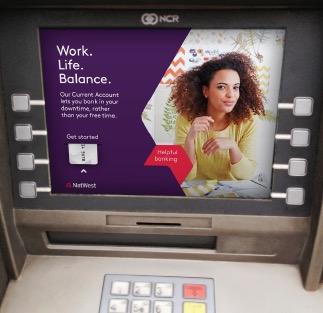 NCR
Work.
Life.
Balance.
Our Current Account
lets you bank in your
downtime, rather
than your free time.
Get started
Helpful
banking
NatWest